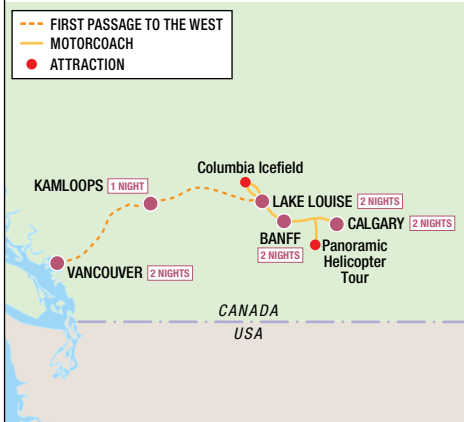 FIRST PASSAGE TO THE WEST
MOTORCOACH
ATTRACTION
Columbia Icefield
KAMLOOPS 1 NIGHT
LAKE LOUISE 2 NIGHTS
CALGARY 2 NIGHTS
BANFF
2 NIGHTS
Panoramic
Helicopter
Tour
VANCOUVER 2 NIGHTS
CANADA
USA